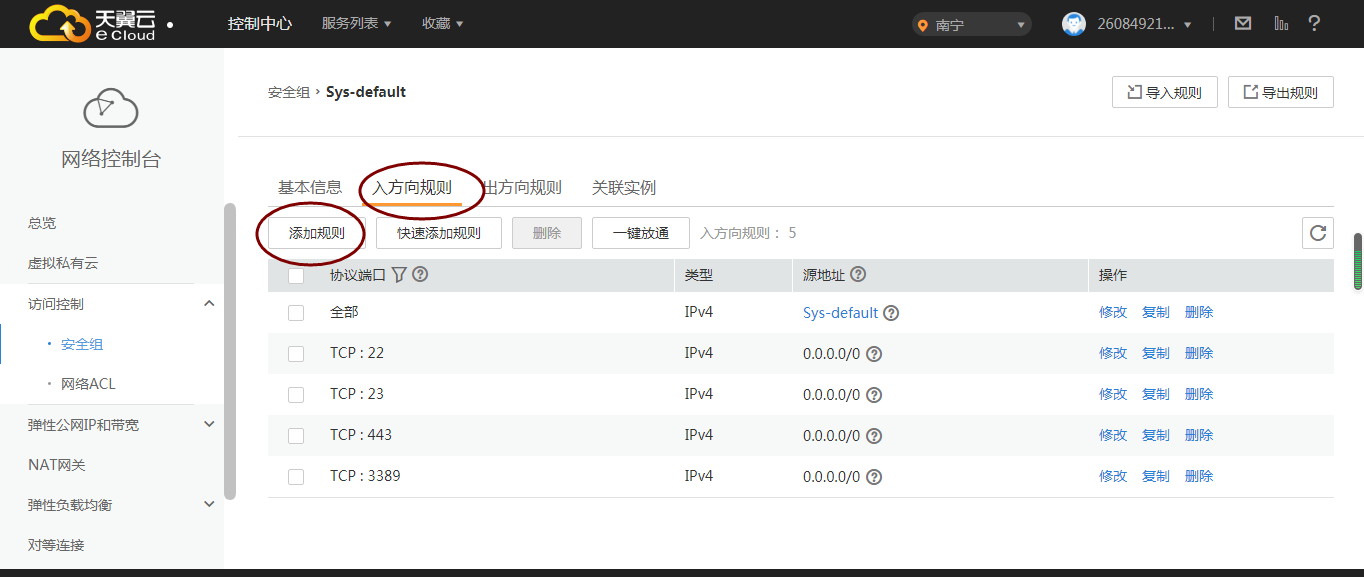 天翼云 控制中心 服务列表 收藏 南宁 26084921...
e Cloud
安全组 › Sys-default 导入规则 导出规则
网络控制台
基本信息 入方向规则 出方向规则 关联实例
总览
添加规则 快速添加规则 删除 一键放通 入方向规则： 5
虚拟私有云
协议端口 类型 源地址 操作
访问控制
全部 IPv4 Sys-default 修改 复制 删除
安全组
TCP : 22 IPv4 0.0.0.0/0 修改 复制 删除
网络ACL
TCP : 23 IPv4 0.0.0.0/0 修改 复制 删除
弹性公网IP和带宽
TCP : 443 IPv4 0.0.0.0/0 修改 复制 删除
NAT网关
TCP : 3389 IPv4 0.0.0.0/0 修改 复制 删除
弹性负载均衡
对等连接